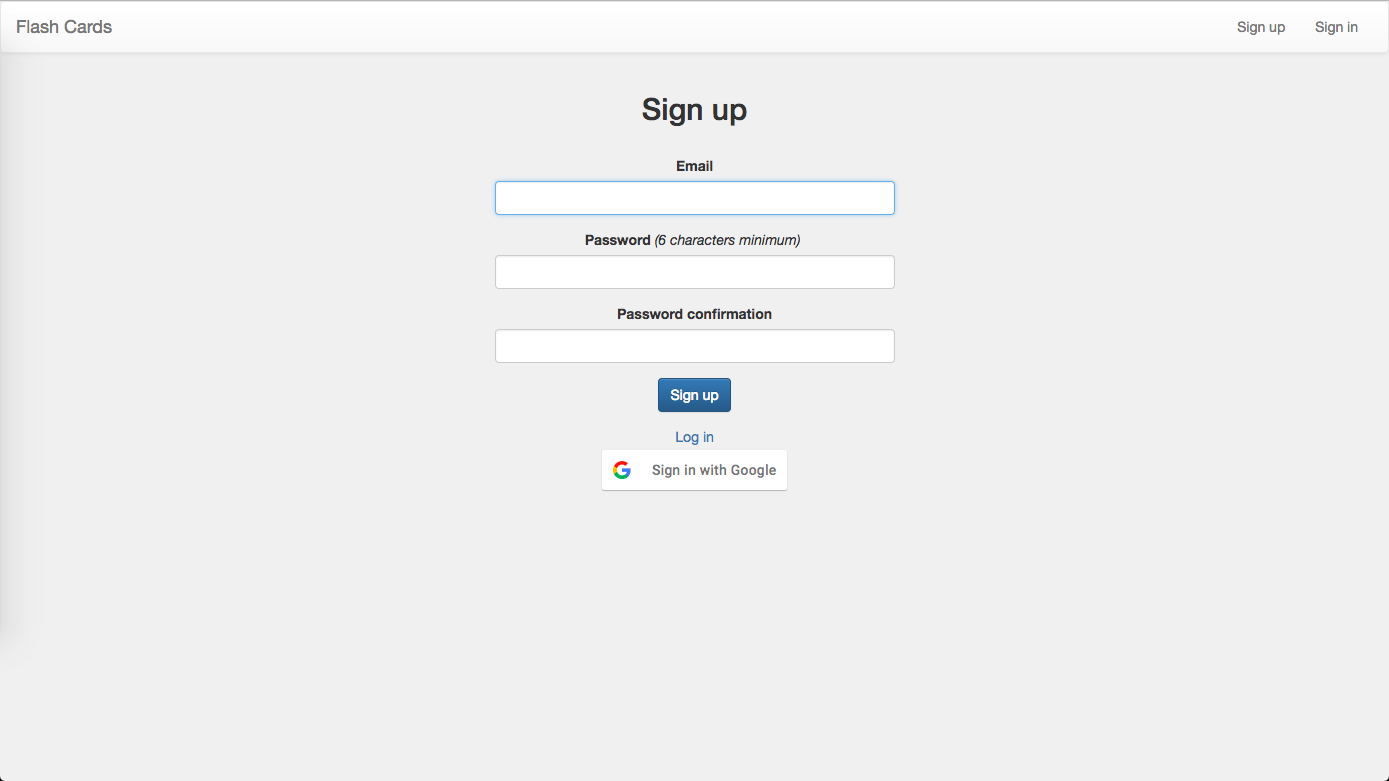 Flash Cards Sign up Sign in
Sign up
Email
Password (6 characters minimum)
Password confirmation
Sign up
Log in
Sign in with Google